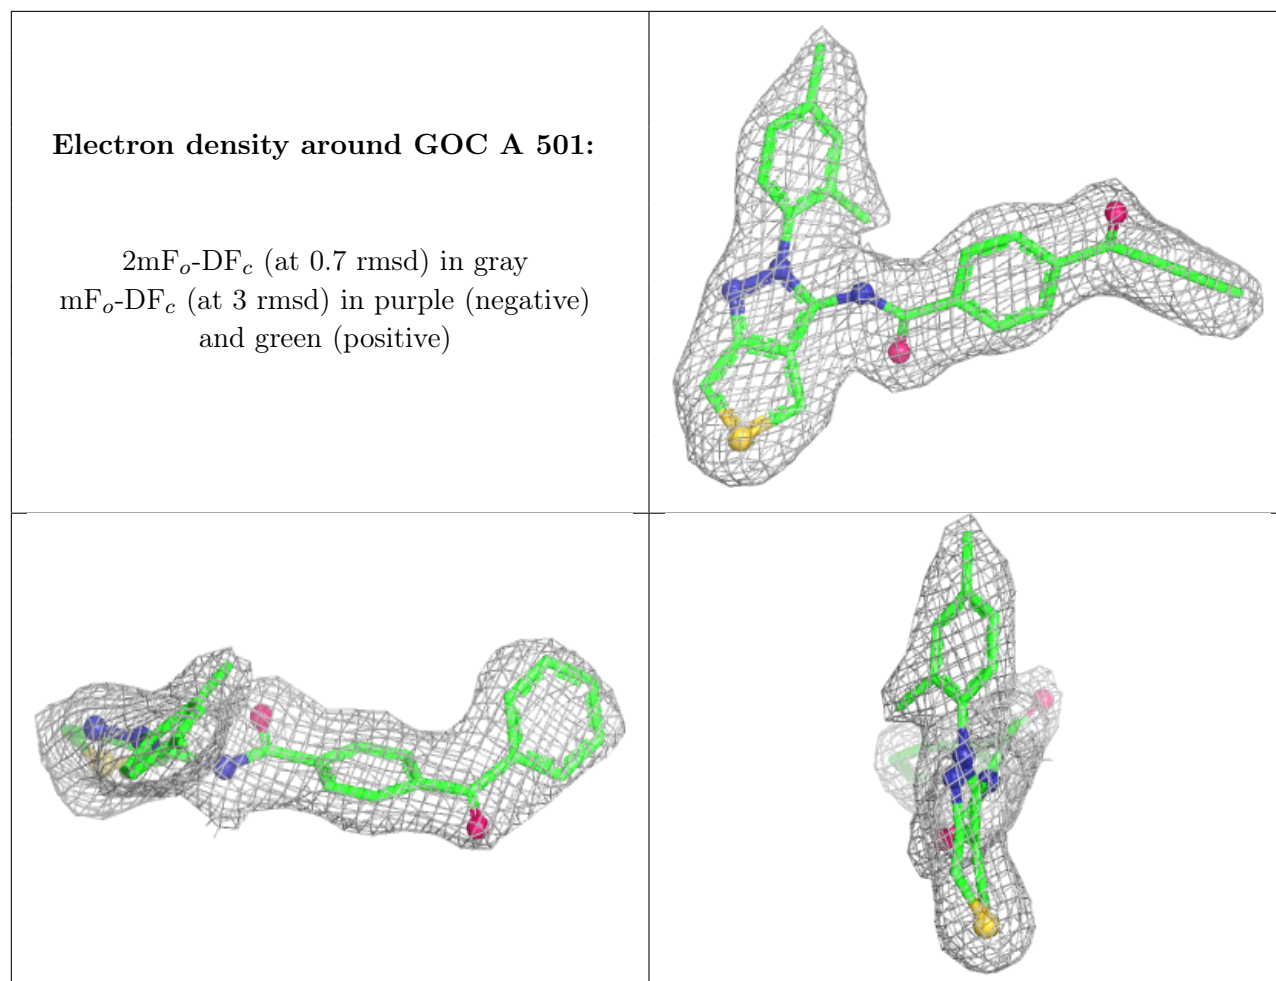 Electron density around GOC A 501:
2mFo-DFc (at 0.7 rmsd) in gray
mFo-DFc (at 3 rmsd) in purple (negative)
and green (positive)